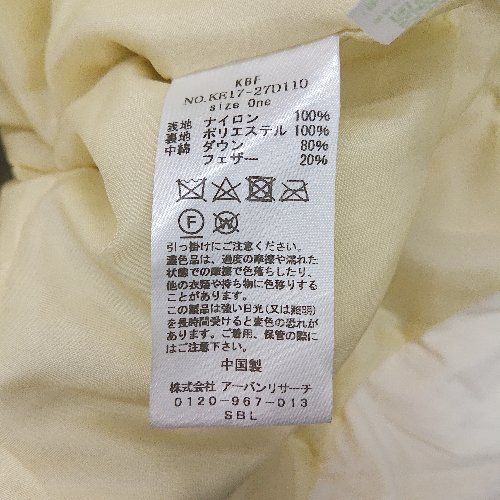 KBF
NO.KE17-27D110
size One
表地 ナイロン 100%
裏地 ポリエステル 100%
中綿 ダウン 80%
フェザー 20%
F
W
引っ掛けにご注意ください。
濃色品は、過度の摩擦や濡れた
状態での摩擦で色落ちしたり、
他の衣類や持ち物に色移りする
ことがあります。
この製品は強い日光(又は照明)
を長時間受けると変色の恐れが
あります。ご着用、保管の際に
はご注意下さい。
中国製
株式会社 アーバンリサーチ
0120-967-013
SBL